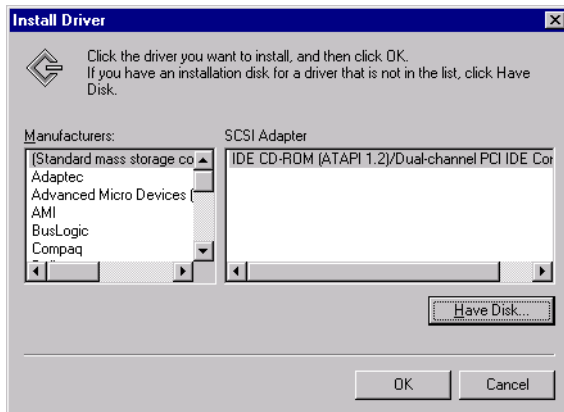 Install Driver
Click the driver you want to install, and then click OK.
If you have an installation disk for a driver that is not in the list, click Have
Disk.
Manufacturers:
SCSI Adapter
(Standard mass storage co
IDE CD-ROM (ATAPI 1.2)/Dual-channel PCI IDE Con
Adaptec
Advanced Micro Devices (
AMI
BusLogic
Compaq
Have Disk...
OK
Cancel